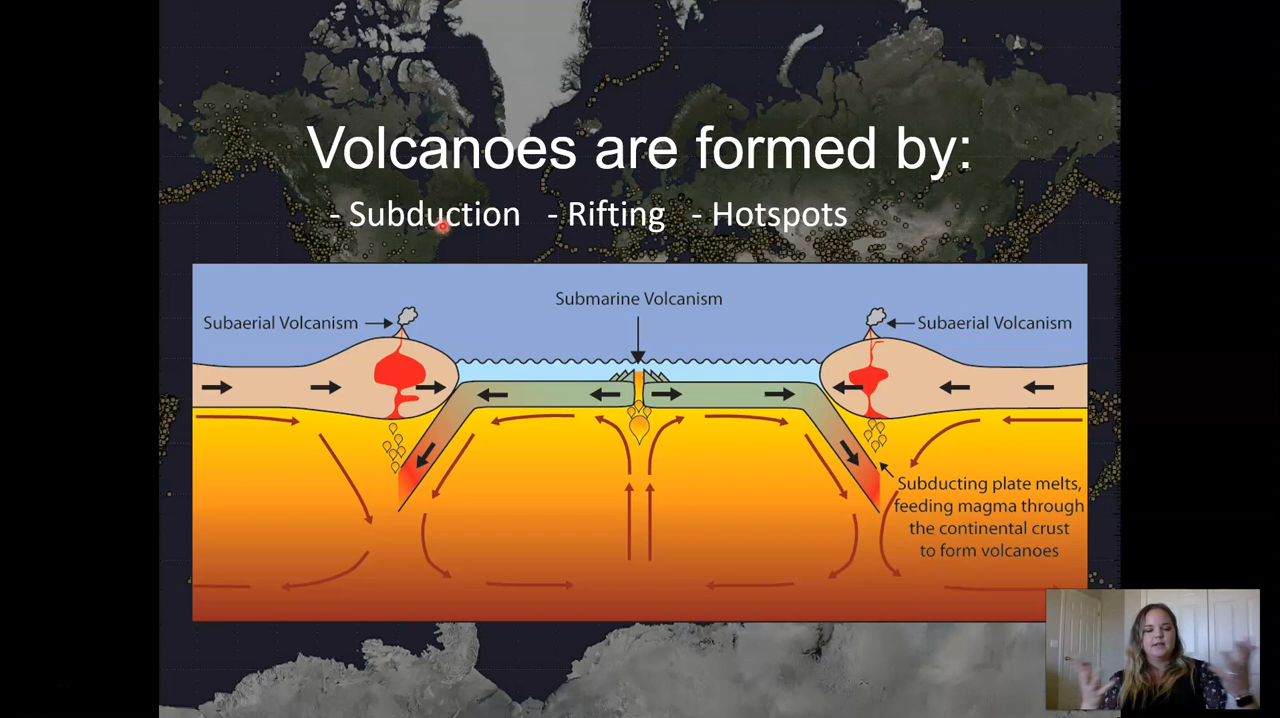 Volcanoes are formed by:
- Subduction - Rifting - Hotspots
Submarine Volcanism
Subaerial Volcanism
Subaerial Volcanism
Subducting plate melts,
feeding magma through
the continental crust
to form volcanoes